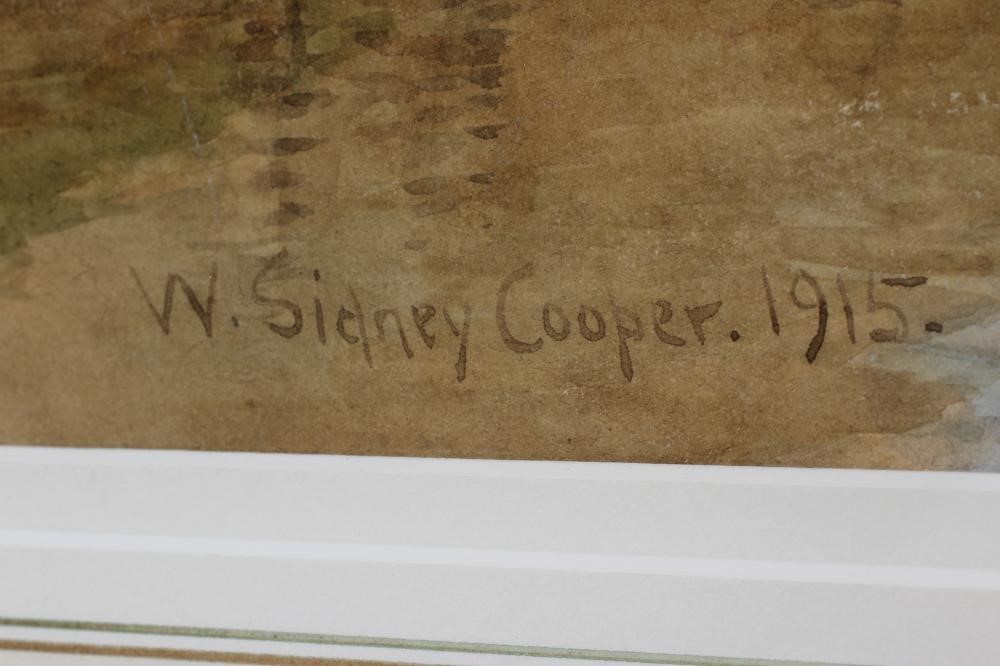 W. Sidney Cooper. 1915.